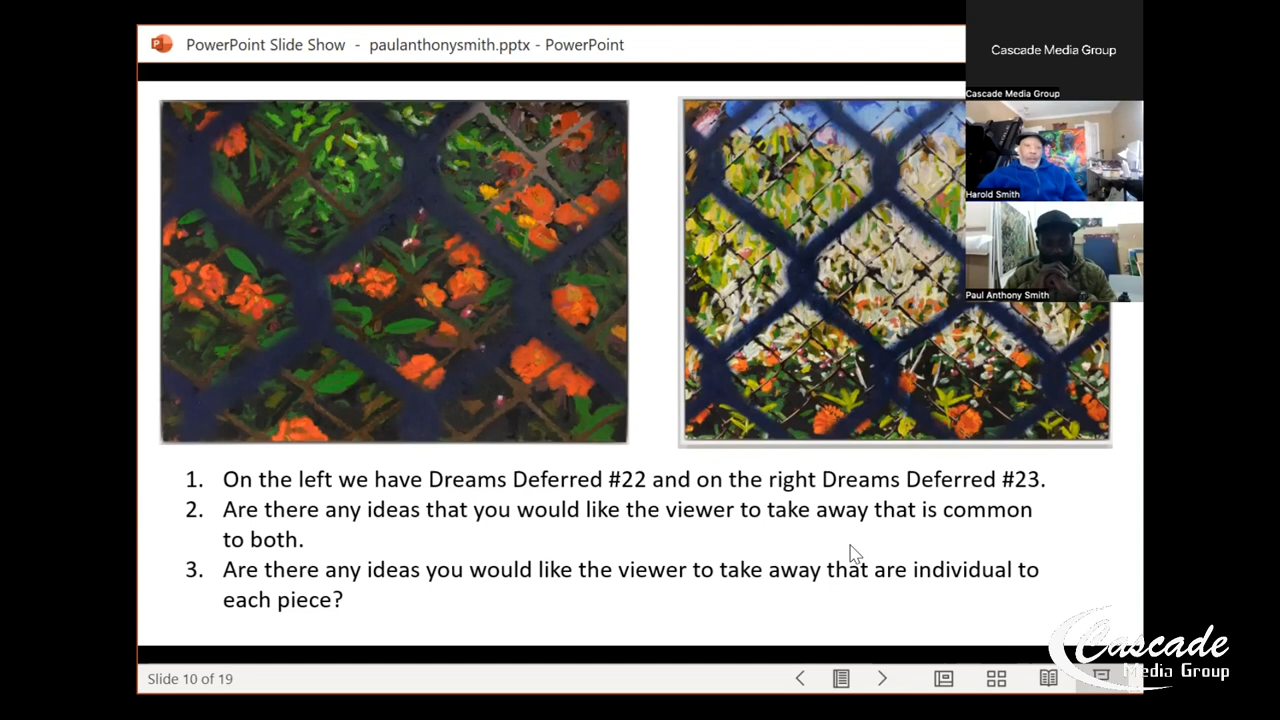 PowerPoint Slide Show - paulanthonysmith.pptx - PowerPoint
Cascade Media Group
Cascade Media Group
Harold Smith
Paul Anthony Smith
1. On the left we have Dreams Deferred #22 and on the right Dreams Deferred #23.
2. Are there any ideas that you would like the viewer to take away that is common
to both.
3. Are there any ideas you would like the viewer to take away that are individual to
each piece?
Slide 10 of 19
Cascade
Media Group